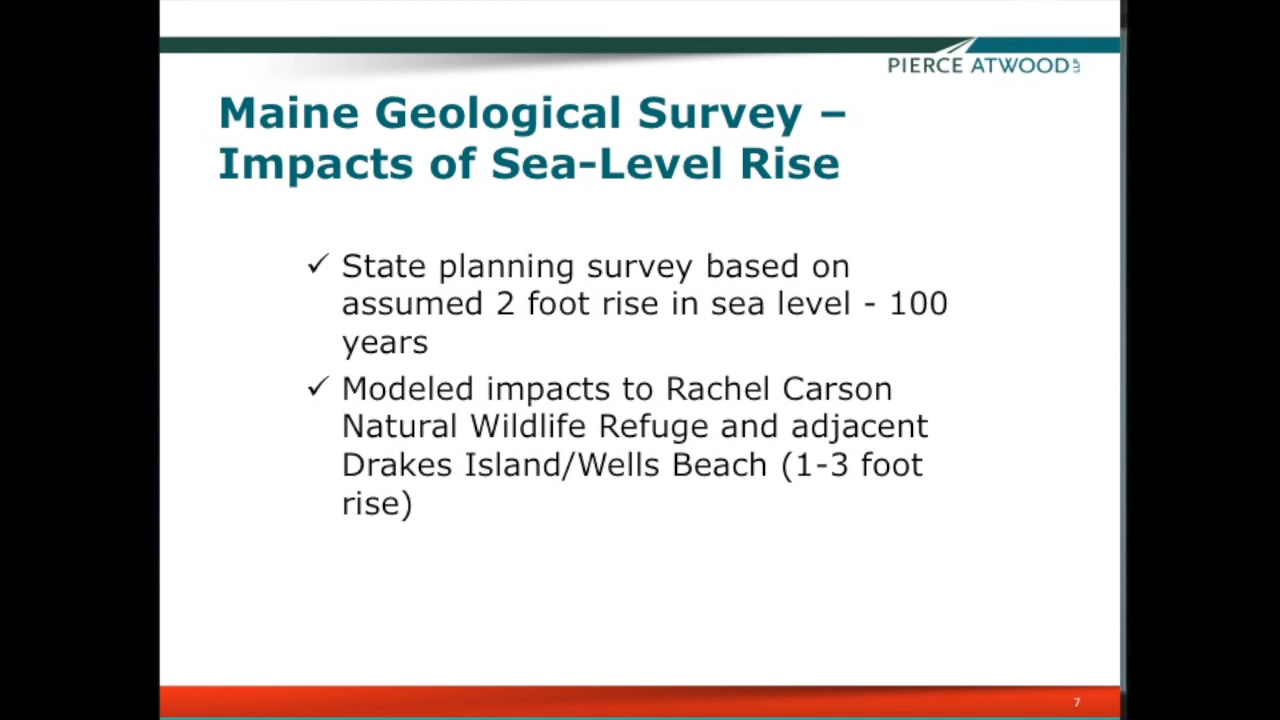 PIERCE ATWOOD LLP
Maine Geological Survey –
Impacts of Sea-Level Rise
✓ State planning survey based on
assumed 2 foot rise in sea level - 100
years
✓ Modeled impacts to Rachel Carson
Natural Wildlife Refuge and adjacent
Drakes Island/Wells Beach (1-3 foot
rise)
7